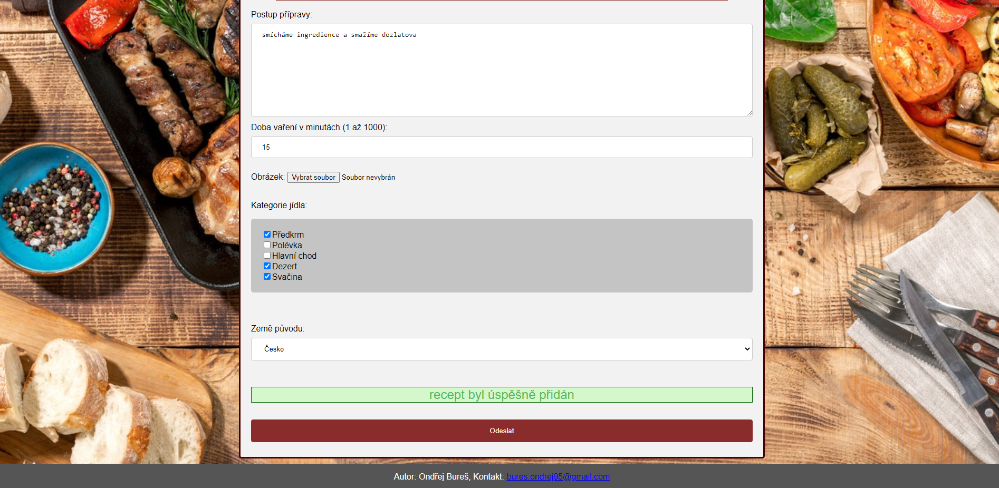 Postup přípravy:
smícháme ingredience a smažíme dozlatova
Doba vaření v minutách (1 až 1000):
15
Obrázek: Vybrat soubor Soubor nevybrán
Kategorie jídla:
Předkrm
Polévka
Hlavní chod
Dezert
Svačina
Země původu:
Česko
recept byl úspěšně přidán
Odeslat
Autor: Ondřej Bureš, Kontakt: bures.ondrej95@gmail.com